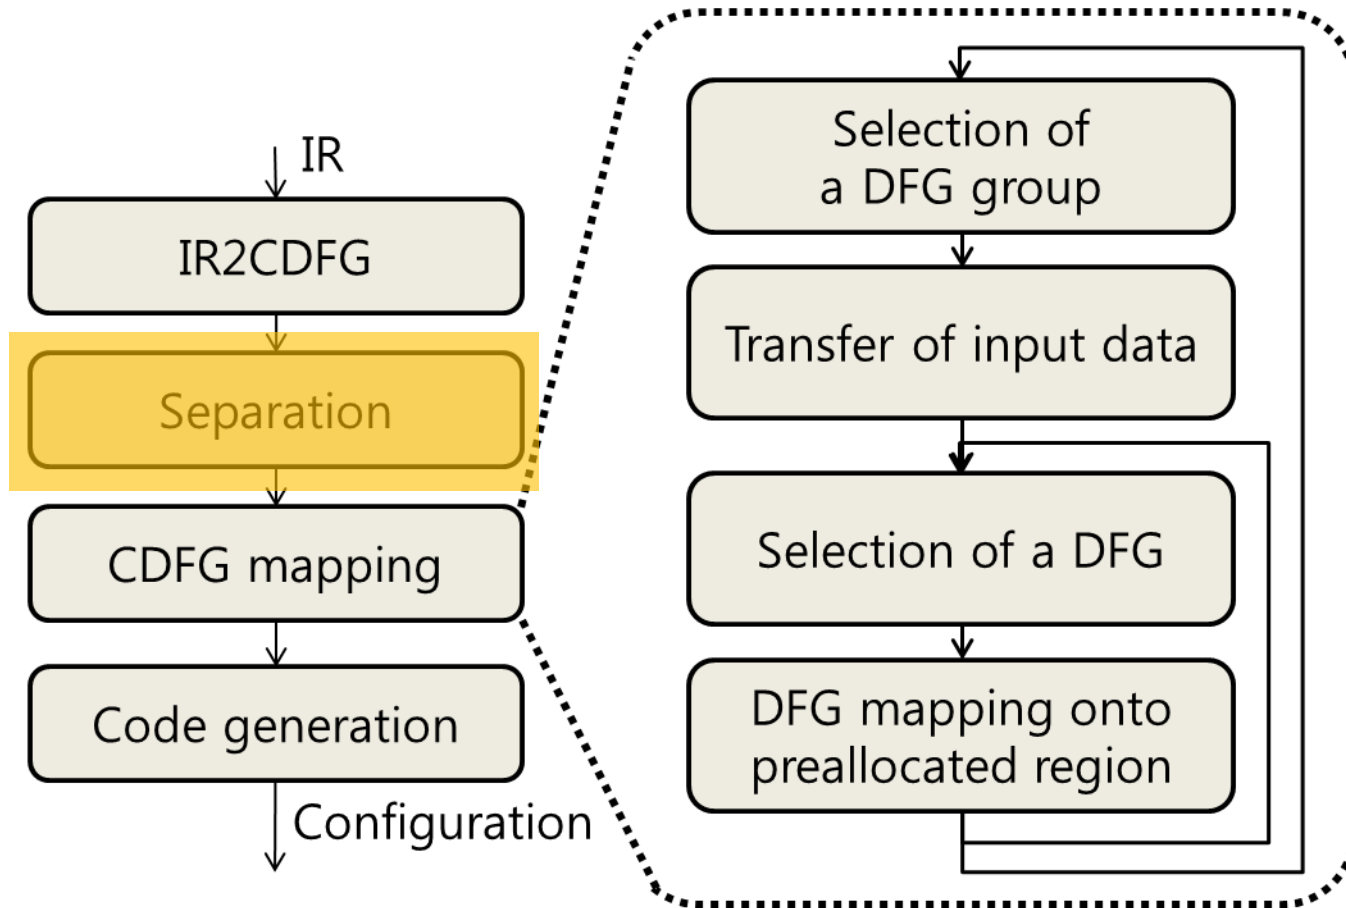 IR
IR2CDFG
Separation
CDFG mapping
Code generation
Configuration
Selection of
a DFG group
Transfer of input data
Selection of a DFG
DFG mapping onto
preallocated region